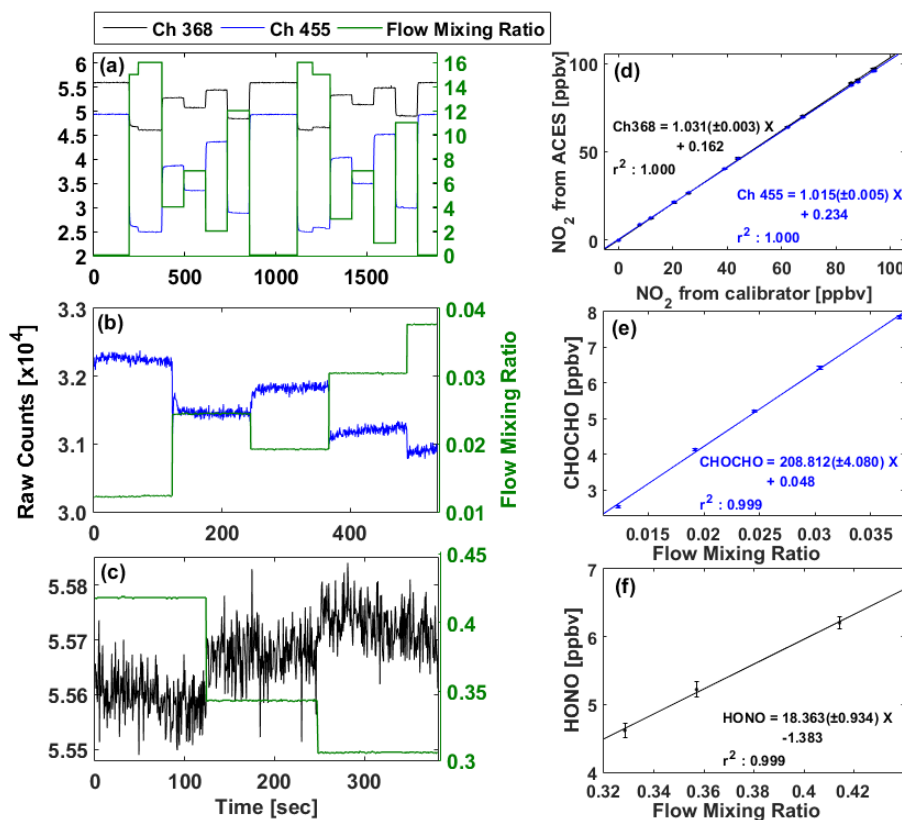 Ch 368 Ch 455 Flow Mixing Ratio
(a)
6
5.5
5
4.5
4
3.5
3
2.5
2
16
14
12
10
8
6
4
2
0
0 500 1000 1500
(b)
3.3
3.2
3.1
3.0
0.04
0.03
0.02
0.01
0 200 400
Raw Counts [x10⁴]
Flow Mixing Ratio
(c)
5.58
5.57
5.56
5.55
0.45
0.4
0.35
0.3
0 100 200 300
Time [sec]
(d)
100
50
0
NO₂ from ACES [ppbv]
Ch368 = 1.031(±0.003) X
+ 0.162
r² : 1.000
Ch 455 = 1.015(±0.005) X
+ 0.234
r² : 1.000
0 20 40 60 80 100
NO₂ from calibrator [ppbv]
(e)
8
7
6
5
4
3
CHOCHO [ppbv]
CHOCHO = 208.812(±4.080) X
+ 0.048
r² : 0.999
0.015 0.02 0.025 0.03 0.035
Flow Mixing Ratio
(f)
7
6
5
4
HONO [ppbv]
HONO = 18.363(±0.934) X
-1.383
r² : 0.999
0.32 0.34 0.36 0.38 0.40 0.42
Flow Mixing Ratio